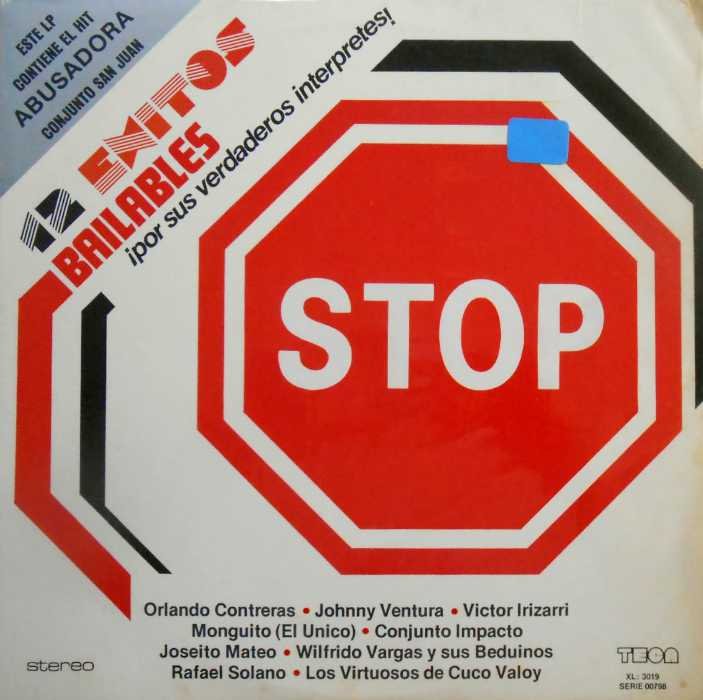 ESTE LP
CONTIENE EL HIT
ABUSADORA
CONJUNTO SAN JUAN
12 EXITOS
BAILABLES
¡por sus verdaderos interpretes!
STOP
Orlando Contreras • Johnny Ventura • Victor Irizarri
Monguito (El Unico) • Conjunto Impacto
Joseito Mateo • Wilfrido Vargas y sus Beduinos
Rafael Solano • Los Virtuosos de Cuco Valoy
stereo
TECA
XL: 3019
SERIE 00798